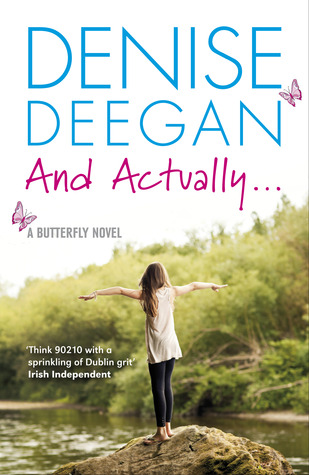 DENISE
DEEGAN
And Actually...
A BUTTERFLY NOVEL
'Think 90210 with a
sprinkling of Dublin grit'
Irish Independent